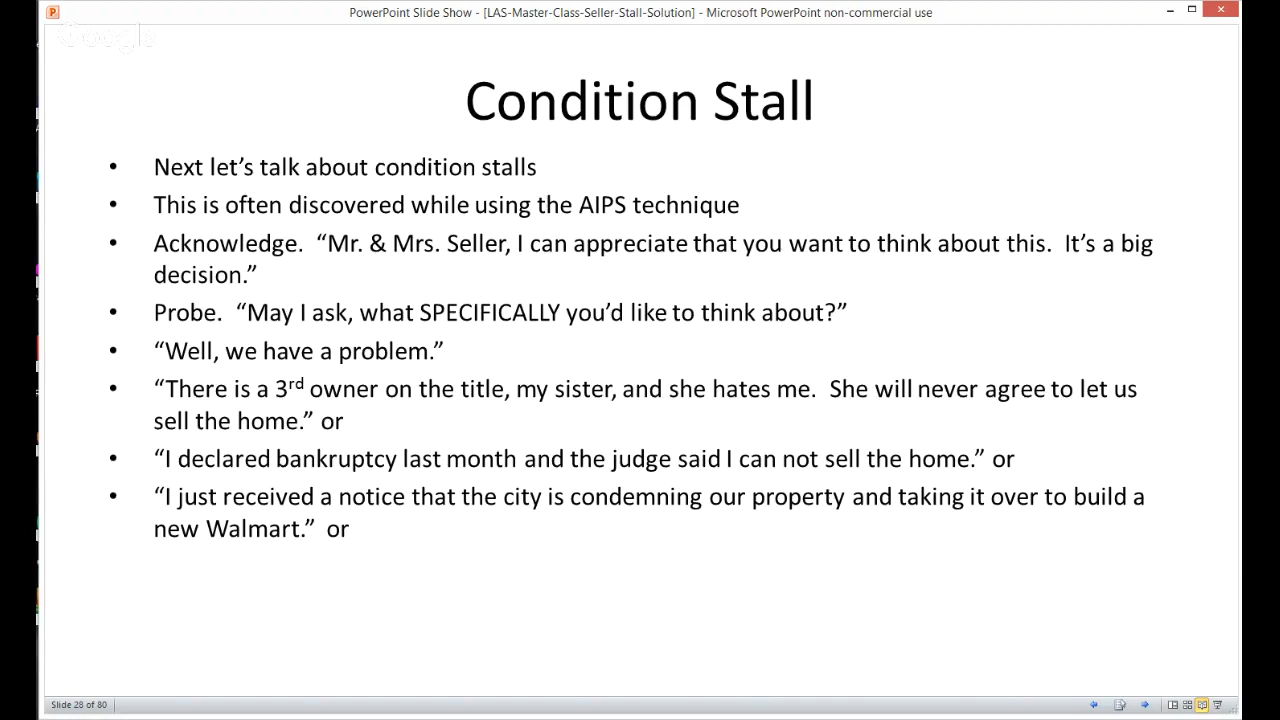 PowerPoint Slide Show - [LAS-Master-Class-Seller-Stall-Solution] - Microsoft PowerPoint non-commercial use
Google
Condition Stall
• Next let’s talk about condition stalls
• This is often discovered while using the AIPS technique
• Acknowledge.  “Mr. & Mrs. Seller, I can appreciate that you want to think about this.  It’s a big
decision.”
• Probe.  “May I ask, what SPECIFICALLY you’d like to think about?”
• “Well, we have a problem.”
• “There is a 3rd owner on the title, my sister, and she hates me.  She will never agree to let us
sell the home.” or
• “I declared bankruptcy last month and the judge said I can not sell the home.” or
• “I just received a notice that the city is condemning our property and taking it over to build a
new Walmart.”  or
Slide 28 of 80